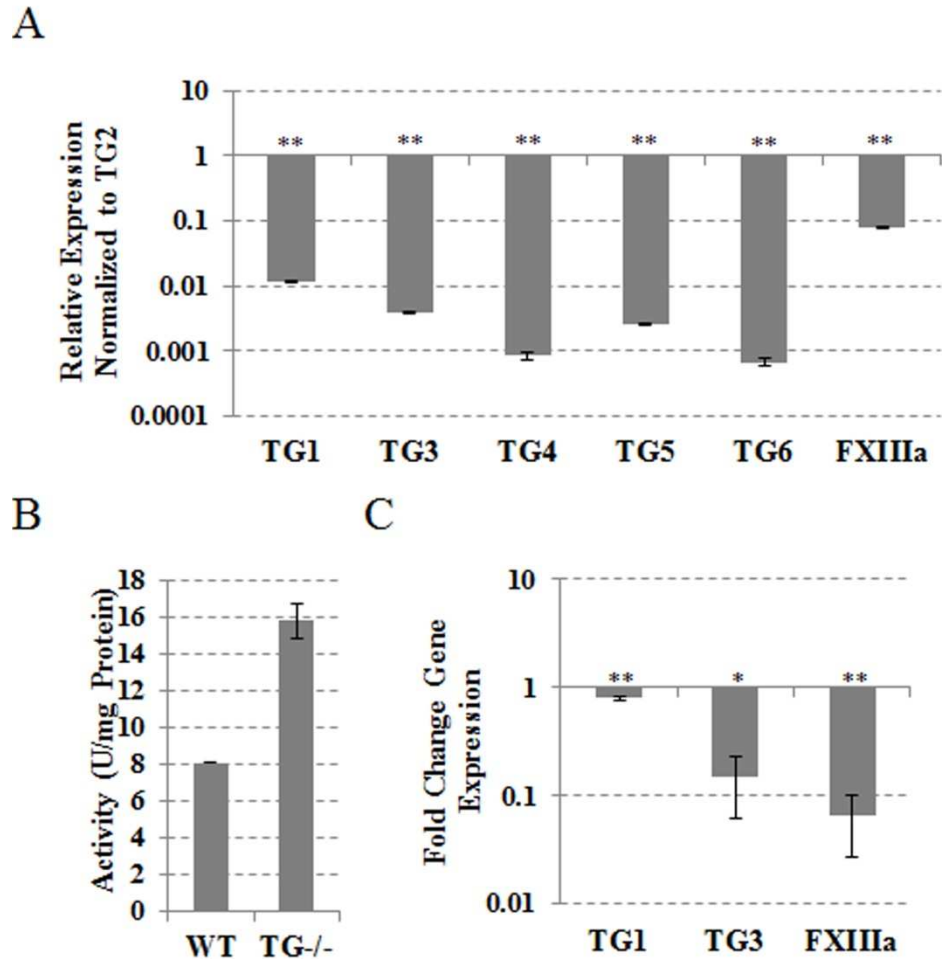 A
Relative Expression
Normalized to TG2
10
1
0.1
0.01
0.001
0.0001
** ** ** ** ** **
TG1 TG3 TG4 TG5 TG6 FXIIIa
B
Activity (U/mg Protein)
18
16
14
12
10
8
6
4
2
0
WT TG-/-
C
Fold Change Gene
Expression
10
1
0.1
0.01
** * **
TG1 TG3 FXIIIa